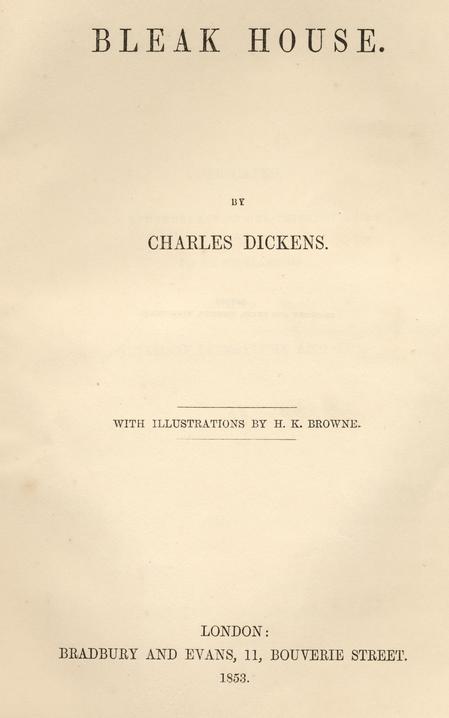 BLEAK HOUSE.
BY
CHARLES DICKENS.
WITH ILLUSTRATIONS BY H. K. BROWNE.
LONDON:
BRADBURY AND EVANS, 11, BOUVERIE STREET.
1853.